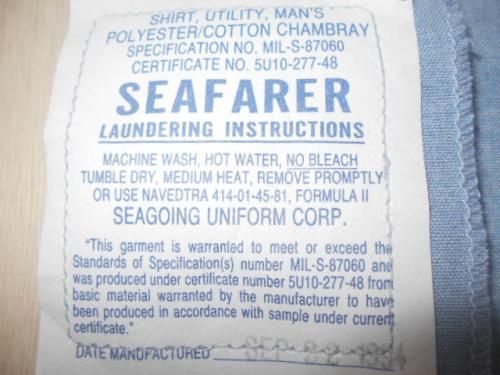 SHIRT, UTILITY, MAN'S
POLYESTER/COTTON CHAMBRAY
SPECIFICATION NO. MIL-S-87060
CERTIFICATE NO. 5U10-277-48
SEAFARER
LAUNDERING INSTRUCTIONS
MACHINE WASH, HOT WATER, NO BLEACH
TUMBLE DRY, MEDIUM HEAT, REMOVE PROMPTLY
OR USE NAVEDTRA 414-01-45-81, FORMULA II
SEAGOING UNIFORM CORP.
"This garment is warranted to meet or exceed the
Standards of Specification(s) number MIL-S-87060 and
was produced under certificate number 5U10-277-48 from
basic material warranted by the manufacturer to have
been produced in accordance with sample under current
certificate."
DATE MANUFACTURED SEP